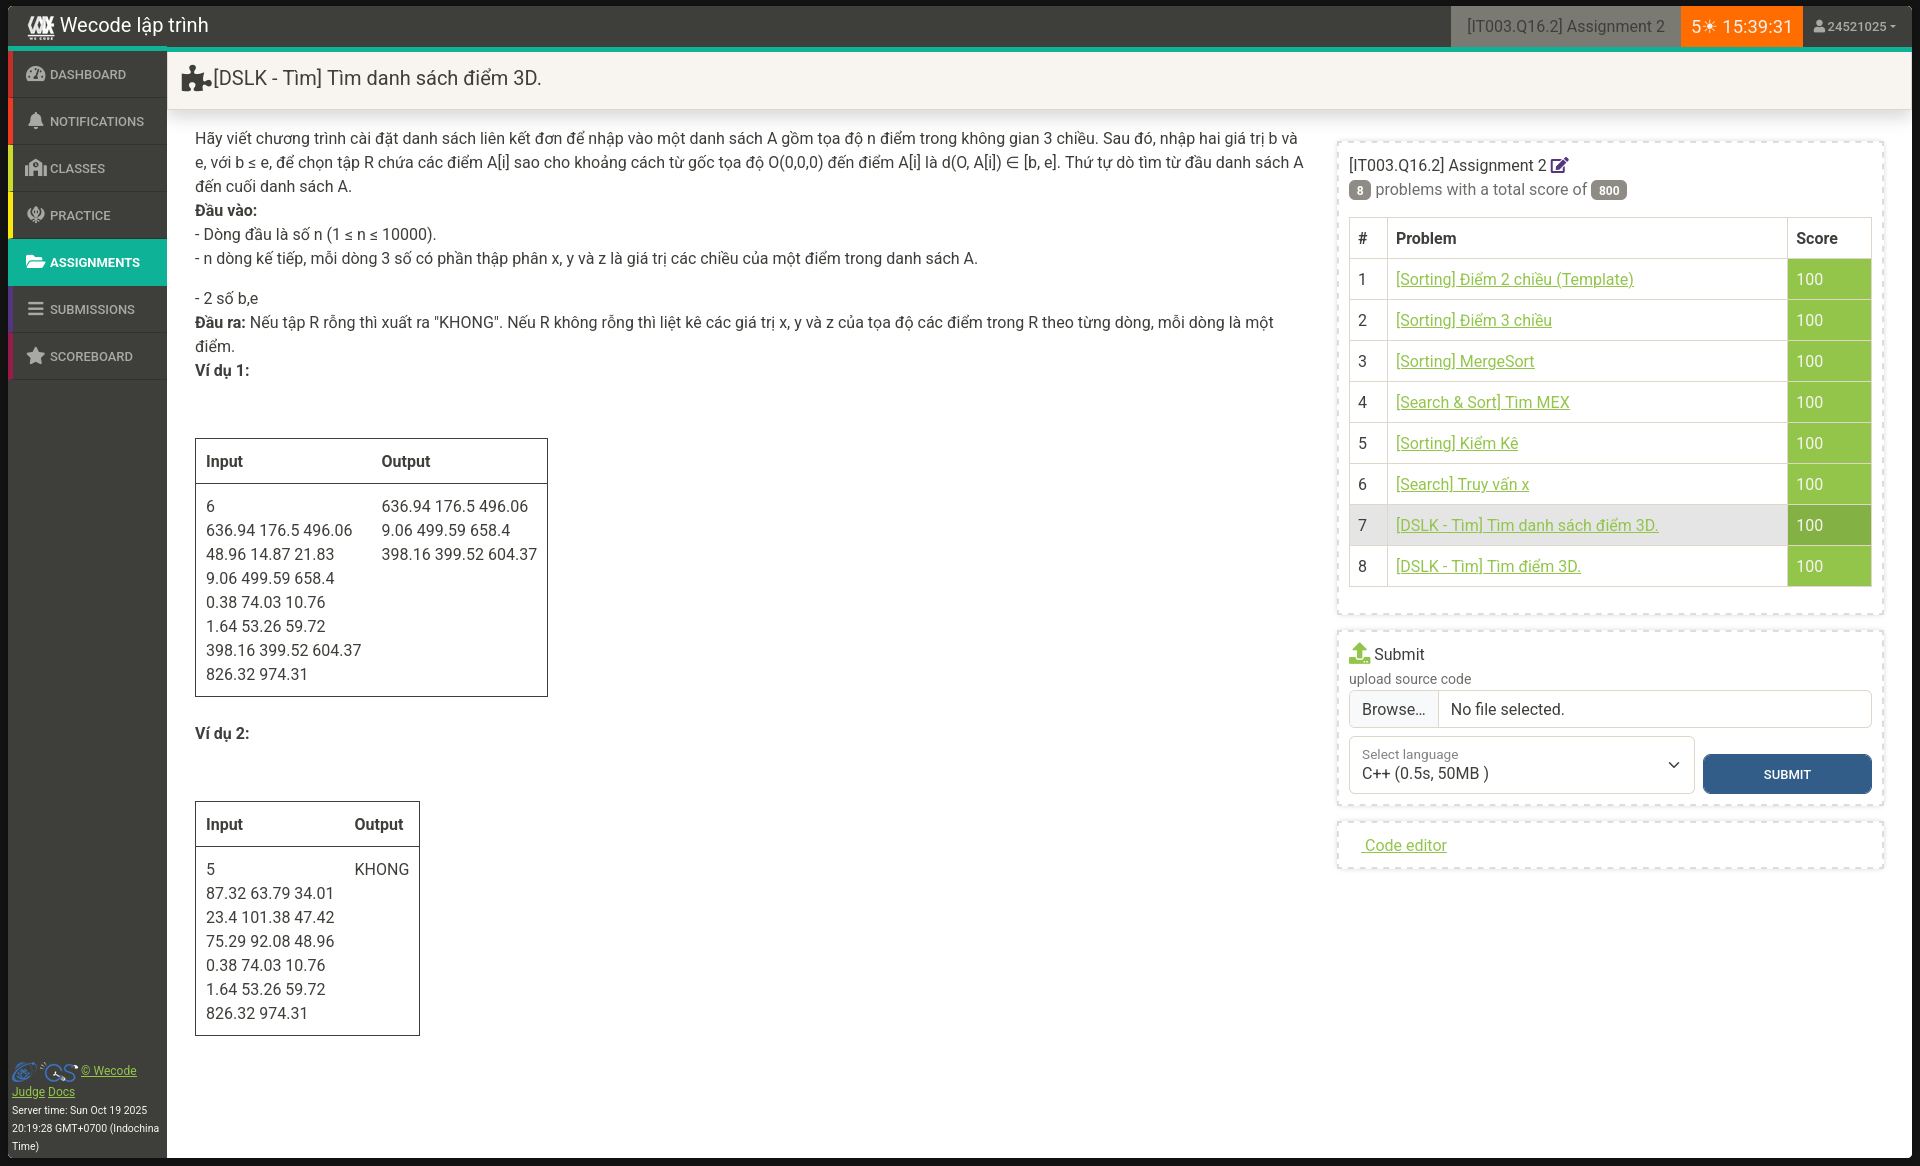 Wecode lập trình
[IT003.Q16.2] Assignment 2
5☀ 15:39:31
24521025
DASHBOARD
NOTIFICATIONS
CLASSES
PRACTICE
ASSIGNMENTS
SUBMISSIONS
SCOREBOARD
© Wecode
Judge Docs
Server time: Sun Oct 19 2025
20:19:28 GMT+0700 (Indochina
Time)
[DSLK - Tìm] Tìm danh sách điểm 3D.
Hãy viết chương trình cài đặt danh sách liên kết đơn để nhập vào một danh sách A gồm tọa độ n điểm trong không gian 3 chiều. Sau đó, nhập hai giá trị b và
e, với b ≤ e, để chọn tập R chứa các điểm A[i] sao cho khoảng cách từ gốc tọa độ O(0,0,0) đến điểm A[i] là d(O, A[i]) ∈ [b, e]. Thứ tự dò tìm từ đầu danh sách A
đến cuối danh sách A.
Đầu vào:
- Dòng đầu là số n (1 ≤ n ≤ 10000).
- n dòng kế tiếp, mỗi dòng 3 số có phần thập phân x, y và z là giá trị các chiều của một điểm trong danh sách A.
- 2 số b,e
Đầu ra: Nếu tập R rỗng thì xuất ra "KHONG". Nếu R không rỗng thì liệt kê các giá trị x, y và z của tọa độ các điểm trong R theo từng dòng, mỗi dòng là một
điểm.
Ví dụ 1:
Input Output
6 636.94 176.5 496.06
636.94 176.5 496.06 9.06 499.59 658.4
48.96 14.87 21.83 398.16 399.52 604.37
9.06 499.59 658.4
0.38 74.03 10.76
1.64 53.26 59.72
398.16 399.52 604.37
826.32 974.31
Ví dụ 2:
Input Output
5 KHONG
87.32 63.79 34.01
23.4 101.38 47.42
75.29 92.08 48.96
0.38 74.03 10.76
1.64 53.26 59.72
826.32 974.31
[IT003.Q16.2] Assignment 2
8 problems with a total score of 800
# Problem Score
1 [Sorting] Điểm 2 chiều (Template) 100
2 [Sorting] Điểm 3 chiều 100
3 [Sorting] MergeSort 100
4 [Search & Sort] Tìm MEX 100
5 [Sorting] Kiểm Kê 100
6 [Search] Truy vấn x 100
7 [DSLK - Tìm] Tìm danh sách điểm 3D. 100
8 [DSLK - Tìm] Tìm điểm 3D. 100
Submit
upload source code
Browse... No file selected.
Select language
C++ (0.5s, 50MB )
SUBMIT
Code editor